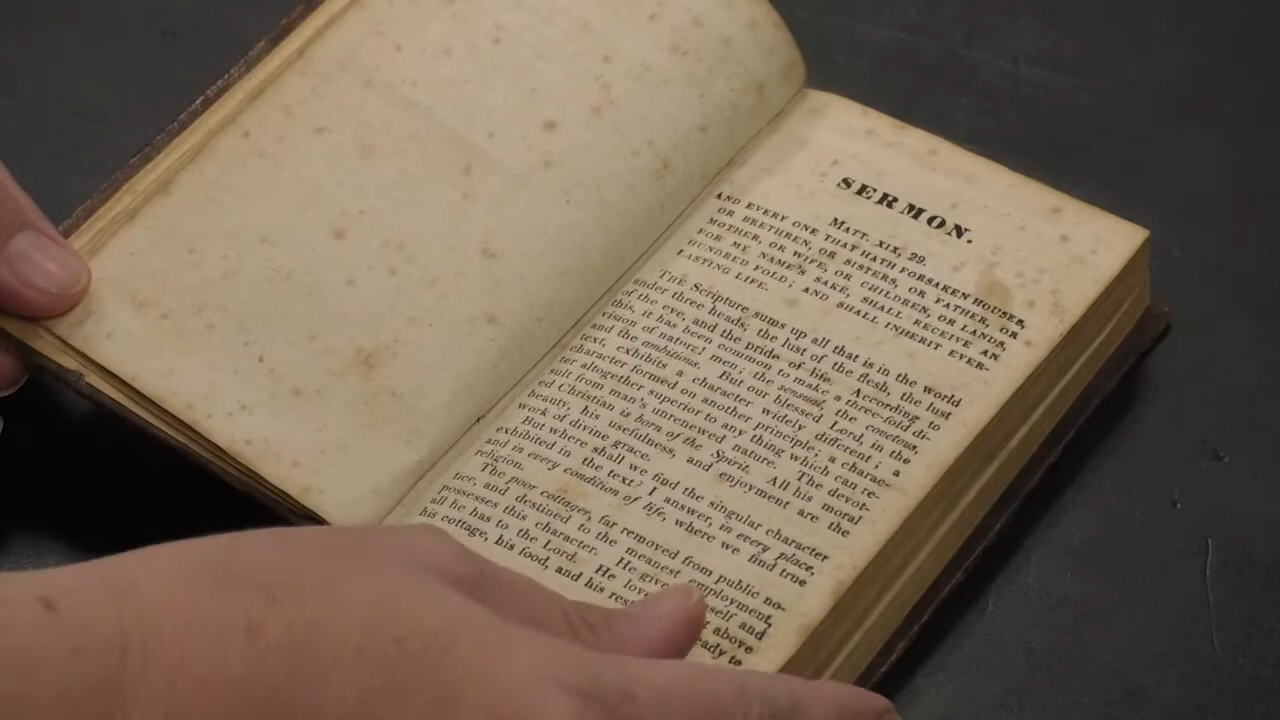 SERMON.
MATT. XIX, 29.
AND EVERY ONE THAT HATH FORSAKEN HOUSES,
OR BRETHREN, OR SISTERS, OR FATHER, OR
MOTHER, OR WIFE, OR CHILDREN, OR LANDS,
FOR MY NAME'S SAKE, SHALL RECEIVE AN
HUNDRED FOLD; AND SHALL INHERIT EVER-
LASTING LIFE.
THE Scripture sums up all that is in the world
under three heads; the lust of the flesh, the lust
of the eye, and the pride of life. According to
this, it has been common to make a three-fold di-
vision of natural men; the sensual, the covetous,
and the ambitious. But our blessed Lord, in the
text, exhibits a character widely different; a
character formed on another principle; a charac-
ter altogether superior to any thing which can re-
sult from man's unrenewed nature. The devot-
ed Christian is born of the Spirit. All his moral
beauty, his usefulness, and enjoyment are the
work of divine grace.
But where shall we find the singular character
exhibited in the text? I answer, in every place,
and in every condition of life, where we find true
religion.
The poor cottager, far removed from public no-
tice, and destined to the meanest employment,
possesses this character. He
all he has to the Lord. He above
his cottage, his food, and his